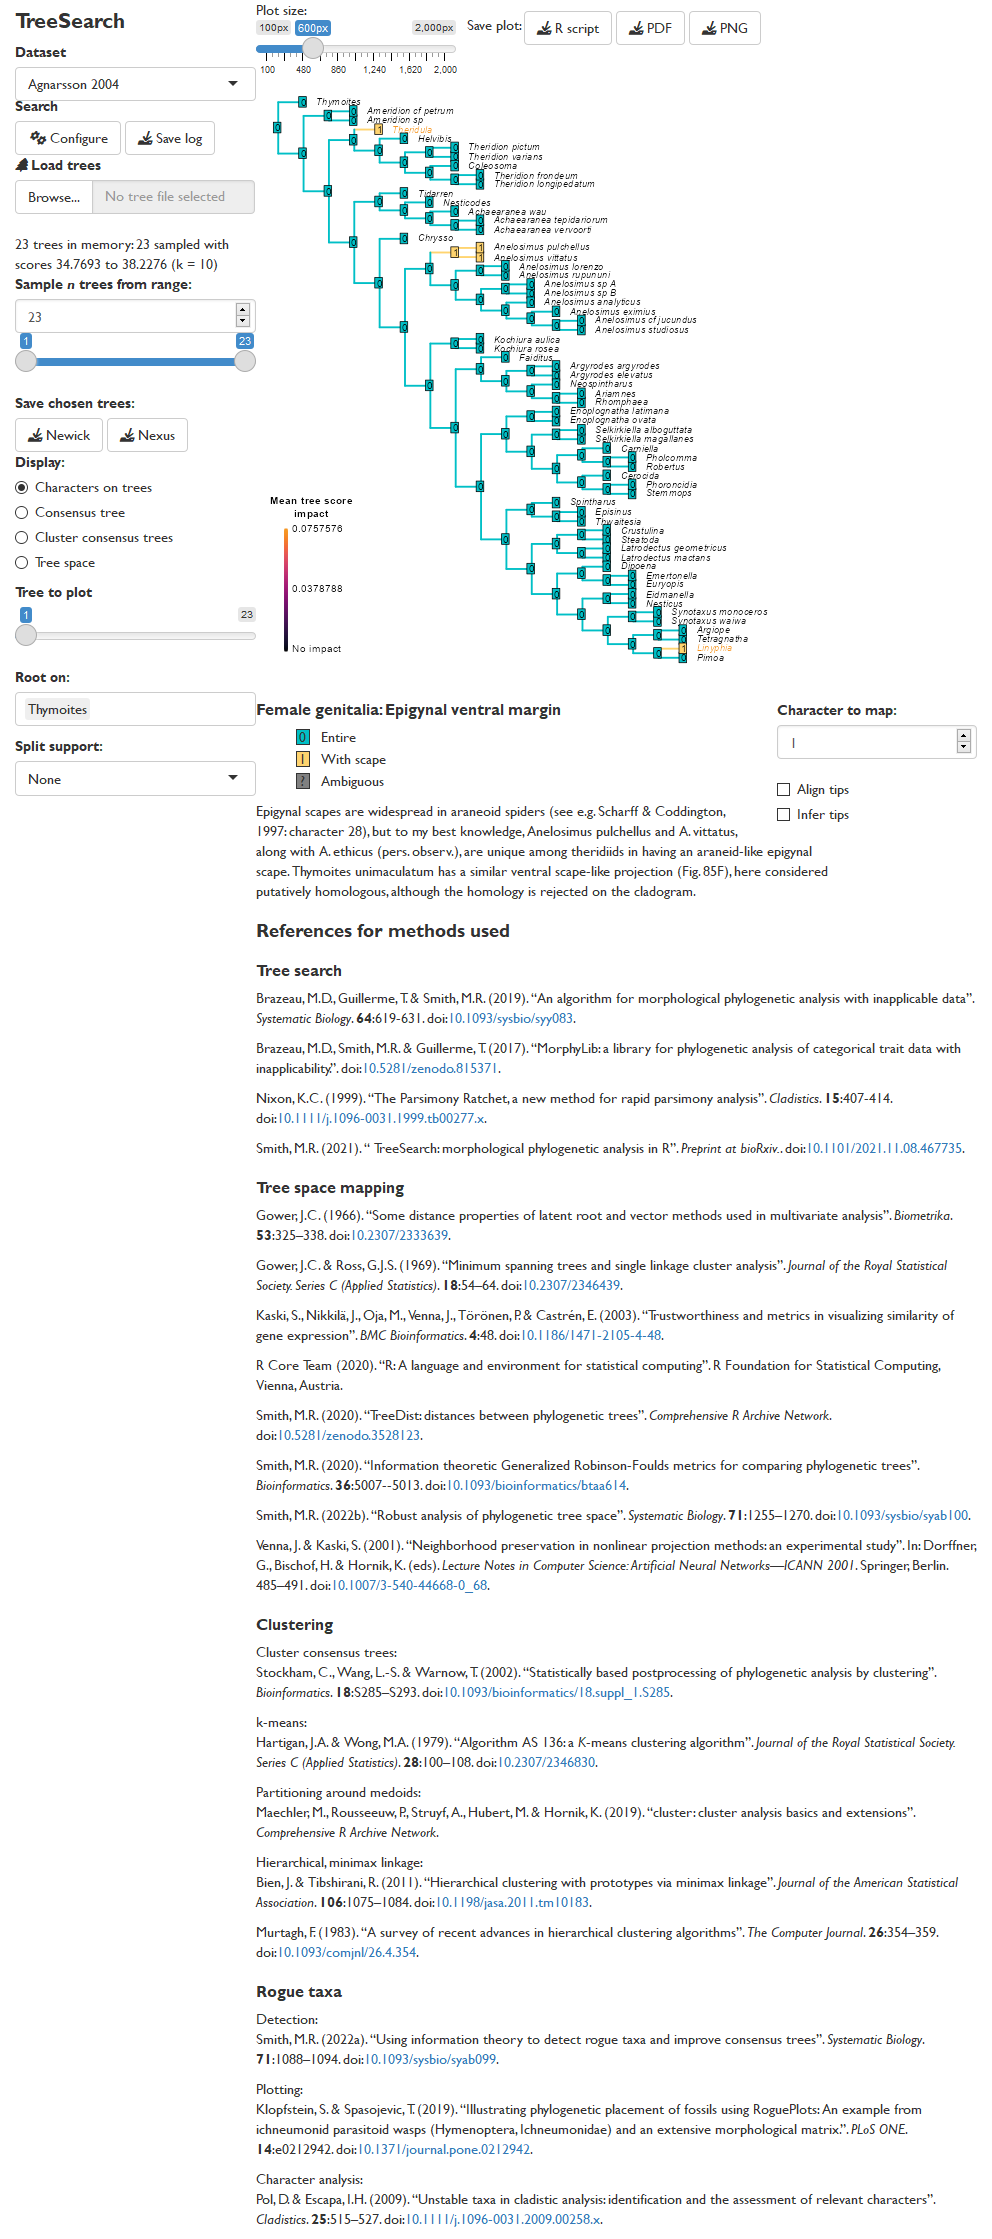 TreeSearch
Dataset
Agnarsson 2004
Search
Configure
Save log
Load trees
Browse...
No tree file selected
23 trees in memory: 23 sampled with
scores 34.7693 to 38.2276 (k = 10)
Sample n trees from range:
23
1
23
Save chosen trees:
Newick
Nexus
Display:
Characters on trees
Consensus tree
Cluster consensus trees
Tree space
Tree to plot
1
23
Root on:
Thymoites
Split support:
None
Plot size:
100px
600px
2,000px
100 480 860 1,240 1,620 2,000
Save plot:
R script
PDF
PNG
Thymoites
Ameridion cf petrum
Ameridion sp
Theridula
Helvibis
Theridion pictum
Theridion varians
Coleosoma
Theridion frondeum
Theridion longipedatum
Tidarren
Nesticodes
Achaearanea wau
Achaearanea tepidariorum
Achaearanea vervoorti
Chrysso
Anelosimus pulchellus
Anelosimus vittatus
Anelosimus lorenzo
Anelosimus rupununi
Anelosimus sp A
Anelosimus sp B
Anelosimus analyticus
Anelosimus eximius
Anelosimus cf jucundus
Anelosimus studiosus
Kochiura aulica
Kochiura rosea
Faiditus
Argyrodes argyrodes
Argyrodes elevatus
Neospintharus
Ariamnes
Rhomphaea
Enoplognatha latimana
Enoplognatha ovata
Selkirkiella alboguttata
Selkirkiella magallanes
Carniella
Pholcomma
Robertus
Cerocida
Phoroncidia
Stemmops
Spintharus
Episinus
Thwaitesia
Crustulina
Steatoda
Latrodectus geometricus
Latrodectus mactans
Dipoena
Emertonella
Euryopis
Eidmanella
Nesticus
Synotaxus monoceros
Synotaxus waiwa
Argiope
Tetragnatha
Linyphia
Pimoa
Mean tree score
impact
0.0757576
0.0378788
No impact
Female genitalia: Epigynal ventral margin
0 Entire
1 With scape
? Ambiguous
Character to map:
1
Align tips
Infer tips
Epigynal scapes are widespread in araneoid spiders (see e.g. Scharff & Coddington,
1997: character 28), but to my best knowledge, Anelosimus pulchellus and A. vittatus,
along with A. ethicus (pers. observ.), are unique among theridiids in having an araneid-like epigynal
scape. Thymoites unimaculatum has a similar ventral scape-like projection (Fig. 85F), here considered
putatively homologous, although the homology is rejected on the cladogram.
References for methods used
Tree search
Brazeau, M.D., Guillerme, T. & Smith, M.R. (2019). “An algorithm for morphological phylogenetic analysis with inapplicable data”.
Systematic Biology. 64:619-631. doi:10.1093/sysbio/syy083.
Brazeau, M.D., Smith, M.R. & Guillerme, T. (2017). “MorphyLib: a library for phylogenetic analysis of categorical trait data with
inapplicability.”. doi:10.5281/zenodo.815371.
Nixon, K.C. (1999). “The Parsimony Ratchet, a new method for rapid parsimony analysis”. Cladistics. 15:407-414.
doi:10.1111/j.1096-0031.1999.tb00277.x.
Smith, M.R. (2021). “ TreeSearch: morphological phylogenetic analysis in R”. Preprint at bioRxiv.. doi:10.1101/2021.11.08.467735.
Tree space mapping
Gower, J.C. (1966). “Some distance properties of latent root and vector methods used in multivariate analysis”. Biometrika.
53:325–338. doi:10.2307/2333639.
Gower, J.C. & Ross, G.J.S. (1969). “Minimum spanning trees and single linkage cluster analysis”. Journal of the Royal Statistical
Society. Series C (Applied Statistics). 18:54–64. doi:10.2307/2346439.
Kaski, S., Nikkilä, J., Oja, M., Venna, J., Törönen, P. & Castrén, E. (2003). “Trustworthiness and metrics in visualizing similarity of
gene expression”. BMC Bioinformatics. 4:48. doi:10.1186/1471-2105-4-48.
R Core Team (2020). “R: A language and environment for statistical computing”. R Foundation for Statistical Computing,
Vienna, Austria.
Smith, M.R. (2020). “TreeDist: distances between phylogenetic trees”. Comprehensive R Archive Network.
doi:10.5281/zenodo.3528123.
Smith, M.R. (2020). “Information theoretic Generalized Robinson-Foulds metrics for comparing phylogenetic trees”.
Bioinformatics. 36:5007--5013. doi:10.1093/bioinformatics/btaa614.
Smith, M.R. (2022b). “Robust analysis of phylogenetic tree space”. Systematic Biology. 71:1255–1270. doi:10.1093/sysbio/syab100.
Venna, J. & Kaski, S. (2001). “Neighborhood preservation in nonlinear projection methods: an experimental study”. In: Dorffner,
G., Bischof, H. & Hornik, K. (eds). Lecture Notes in Computer Science: Artificial Neural Networks—ICANN 2001. Springer, Berlin.
485–491. doi:10.1007/3-540-44668-0_68.
Clustering
Cluster consensus trees:
Stockham, C., Wang, L.-S. & Warnow, T. (2002). “Statistically based postprocessing of phylogenetic analysis by clustering”.
Bioinformatics. 18:S285–S293. doi:10.1093/bioinformatics/18.suppl_1.S285.
k-means:
Hartigan, J.A. & Wong, M.A. (1979). “Algorithm AS 136: a K-means clustering algorithm”. Journal of the Royal Statistical Society.
Series C (Applied Statistics). 28:100–108. doi:10.2307/2346830.
Partitioning around medoids:
Maechler, M., Rousseeuw, P., Struyf, A., Hubert, M. & Hornik, K. (2019). “cluster: cluster analysis basics and extensions”.
Comprehensive R Archive Network.
Hierarchical, minimax linkage:
Bien, J. & Tibshirani, R. (2011). “Hierarchical clustering with prototypes via minimax linkage”. Journal of the American Statistical
Association. 106:1075–1084. doi:10.1198/jasa.2011.tm10183.
Murtagh, F. (1983). “A survey of recent advances in hierarchical clustering algorithms”. The Computer Journal. 26:354–359.
doi:10.1093/comjnl/26.4.354.
Rogue taxa
Detection:
Smith, M.R. (2022a). “Using information theory to detect rogue taxa and improve consensus trees”. Systematic Biology.
71:1088–1094. doi:10.1093/sysbio/syab099.
Plotting:
Klopfstein, S. & Spasojevic, T. (2019). “Illustrating phylogenetic placement of fossils using RoguePlots: An example from
ichneumonid parasitoid wasps (Hymenoptera, Ichneumonidae) and an extensive morphological matrix.”. PLoS ONE.
14:e0212942. doi:10.1371/journal.pone.0212942.
Character analysis:
Pol, D. & Escapa, I.H. (2009). “Unstable taxa in cladistic analysis: identification and the assessment of relevant characters”.
Cladistics. 25:515–527. doi:10.1111/j.1096-0031.2009.00258.x.